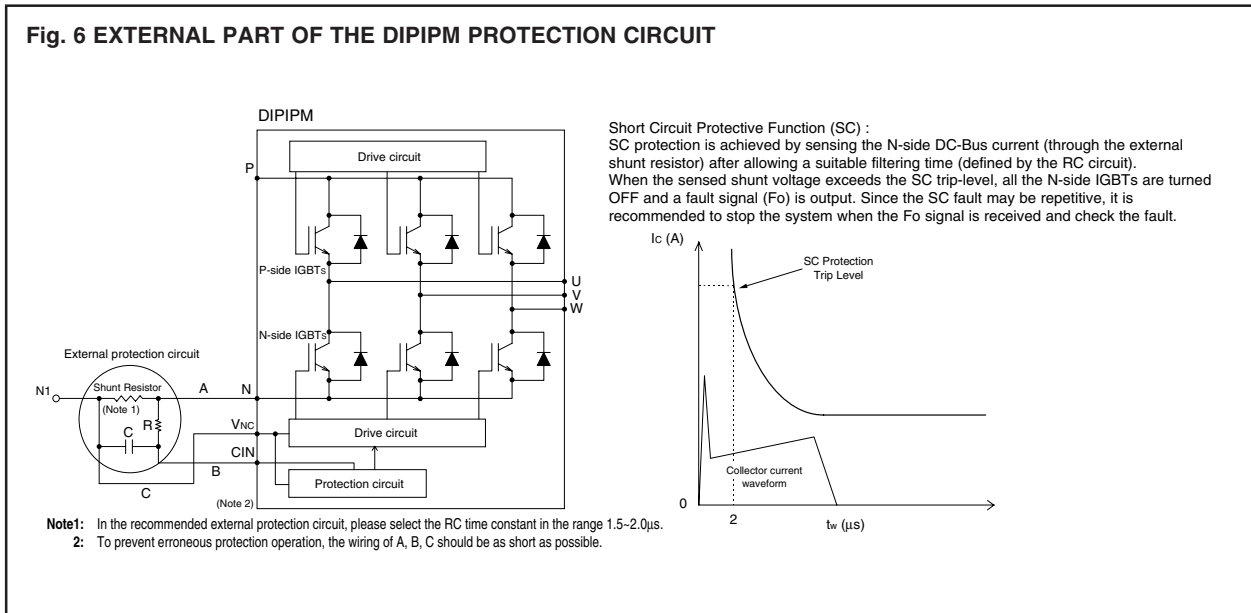 Fig. 6 EXTERNAL PART OF THE DIPIPM PROTECTION CIRCUIT
DIPIPM
Drive circuit
P
P-side IGBTs
U
V
W
N-side IGBTs
External protection circuit
N1
Shunt Resistor
A
N
(Note 1)
R
C
VNC
Drive circuit
CIN
B
C
Protection circuit
(Note 2)
Short Circuit Protective Function (SC) :
SC protection is achieved by sensing the N-side DC-Bus current (through the external
shunt resistor) after allowing a suitable filtering time (defined by the RC circuit).
When the sensed shunt voltage exceeds the SC trip-level, all the N-side IGBTs are turned
OFF and a fault signal (Fo) is output. Since the SC fault may be repetitive, it is
recommended to stop the system when the Fo signal is received and check the fault.
IC (A)
SC Protection
Trip Level
Collector current
waveform
0
2
tw (μs)
Note1: In the recommended external protection circuit, please select the RC time constant in the range 1.5~2.0μs.
2: To prevent erroneous protection operation, the wiring of A, B, C should be as short as possible.